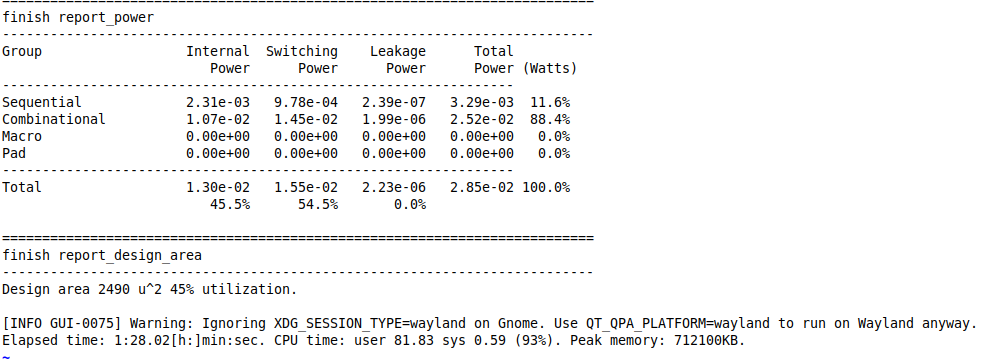 ==========================================================================
finish report_power
--------------------------------------------------------------------------
Group                  Internal  Switching    Leakage      Total
                          Power      Power      Power      Power (Watts)
----------------------------------------------------------------
Sequential             2.31e-03   9.78e-04   2.39e-07   3.29e-03  11.6%
Combinational          1.07e-02   1.45e-02   1.99e-06   2.52e-02  88.4%
Macro                  0.00e+00   0.00e+00   0.00e+00   0.00e+00   0.0%
Pad                    0.00e+00   0.00e+00   0.00e+00   0.00e+00   0.0%
----------------------------------------------------------------
Total                  1.30e-02   1.55e-02   2.23e-06   2.85e-02 100.0%
                          45.5%      54.5%       0.0%
==========================================================================
finish report_design_area
--------------------------------------------------------------------------
Design area 2490 u^2 45% utilization.
[INFO GUI-0075] Warning: Ignoring XDG_SESSION_TYPE=wayland on Gnome. Use QT_QPA_PLATFORM=wayland to run on Wayland anyway.
Elapsed time: 1:28.02[h:]min:sec. CPU time: user 81.83 sys 0.59 (93%). Peak memory: 712100KB.
~